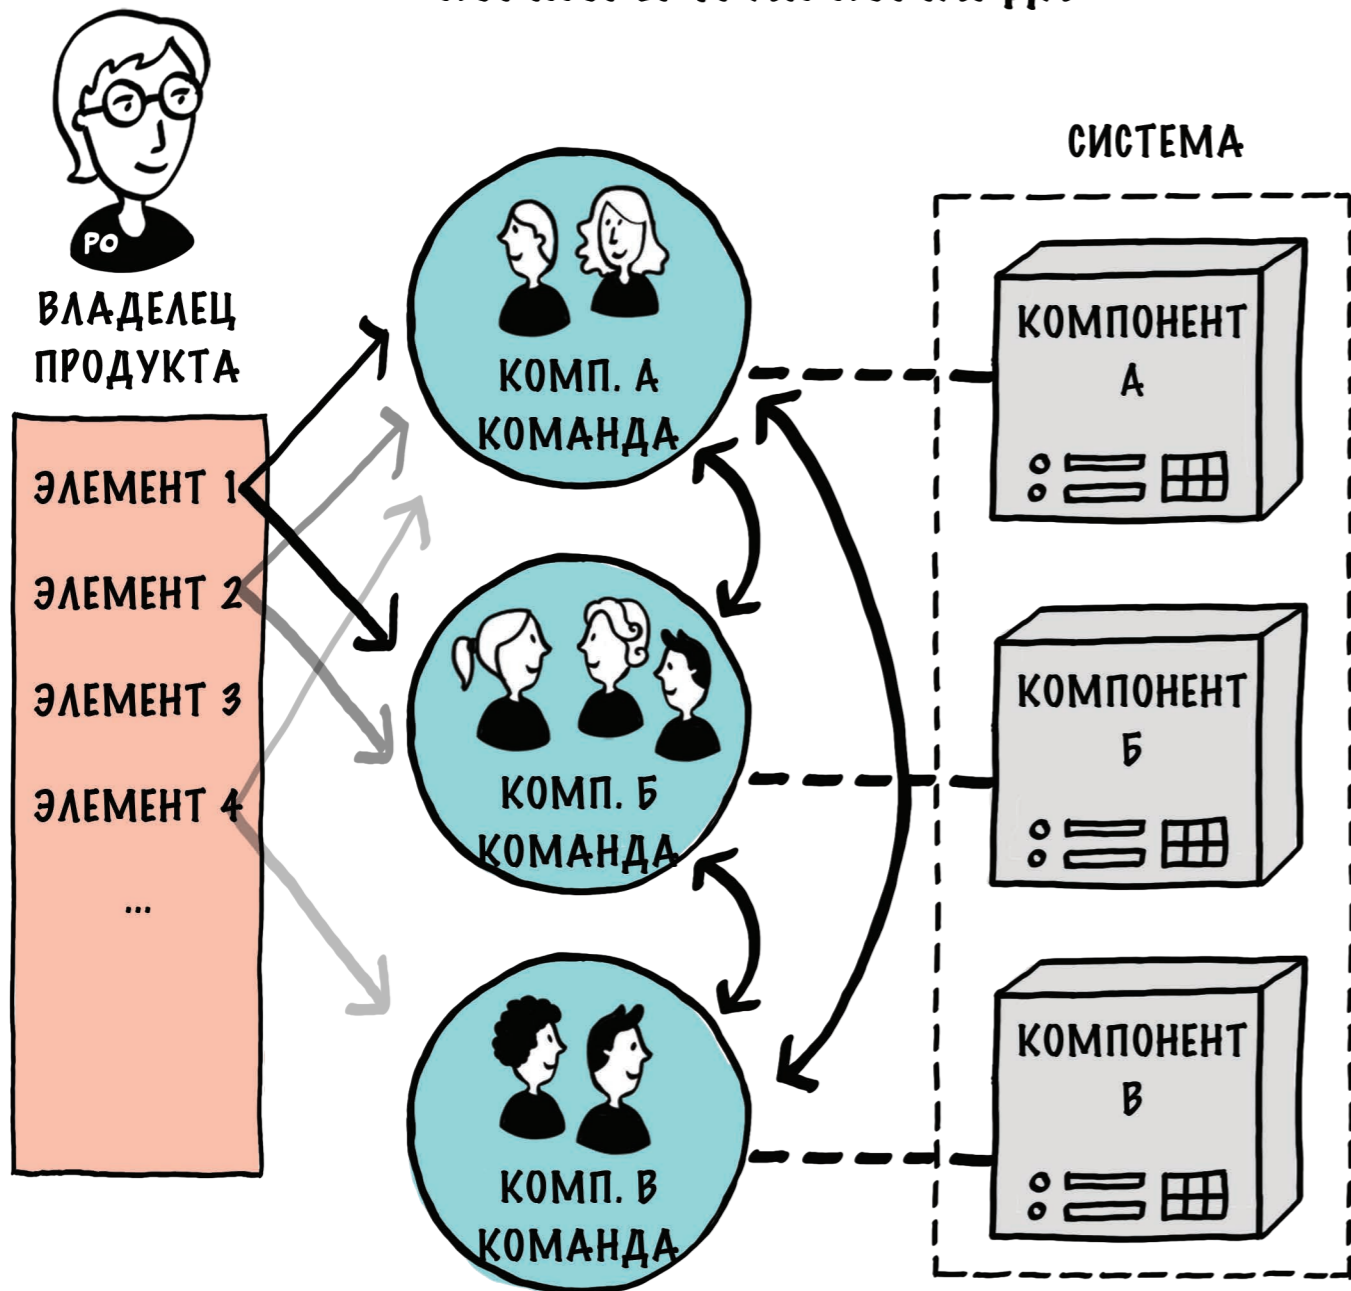 РО
ВЛАДЕЛЕЦ
ПРОДУКТА
ЭЛЕМЕНТ 1
ЭЛЕМЕНТ 2
ЭЛЕМЕНТ 3
ЭЛЕМЕНТ 4
...
КОМП. А
КОМАНДА
КОМП. Б
КОМАНДА
КОМП. В
КОМАНДА
СИСТЕМА
КОМПОНЕНТ
А
КОМПОНЕНТ
Б
КОМПОНЕНТ
В